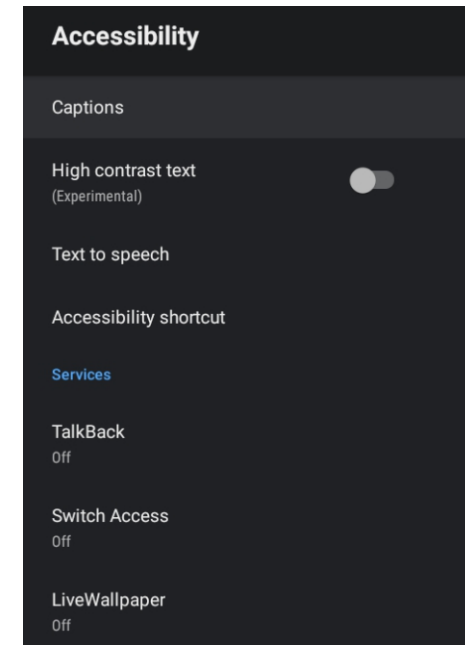 Accessibility
Captions
High contrast text
(Experimental)
Text to speech
Accessibility shortcut
Services
TalkBack
Off
Switch Access
Off
LiveWallpaper
Off